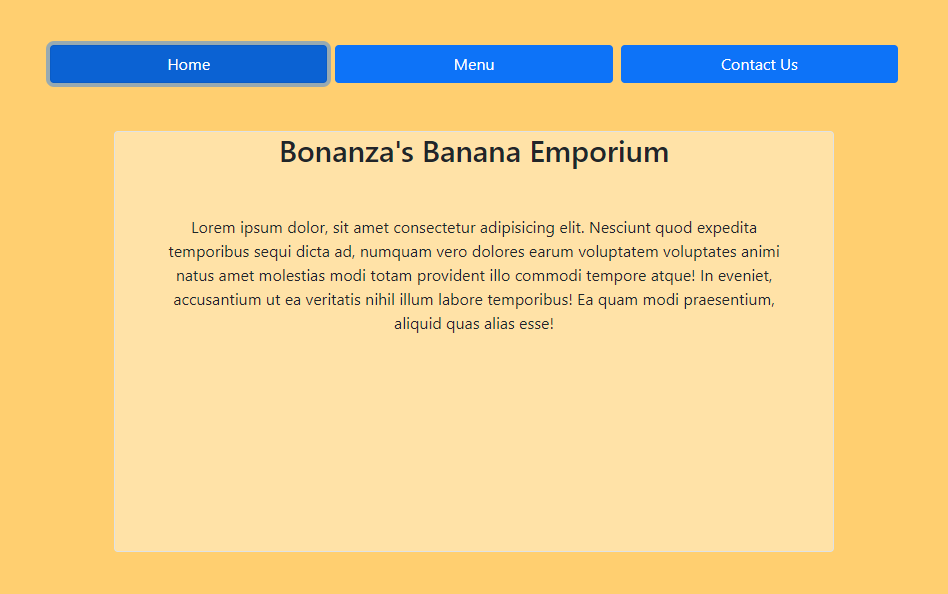 Home
Menu
Contact Us
Bonanza's Banana Emporium
Lorem ipsum dolor, sit amet consectetur adipisicing elit. Nesciunt quod expedita
temporibus sequi dicta ad, numquam vero dolores earum voluptatem voluptates animi
natus amet molestias modi totam provident illo commodi tempore atque! In eveniet,
accusantium ut ea veritatis nihil illum labore temporibus! Ea quam modi praesentium,
aliquid quas alias esse!